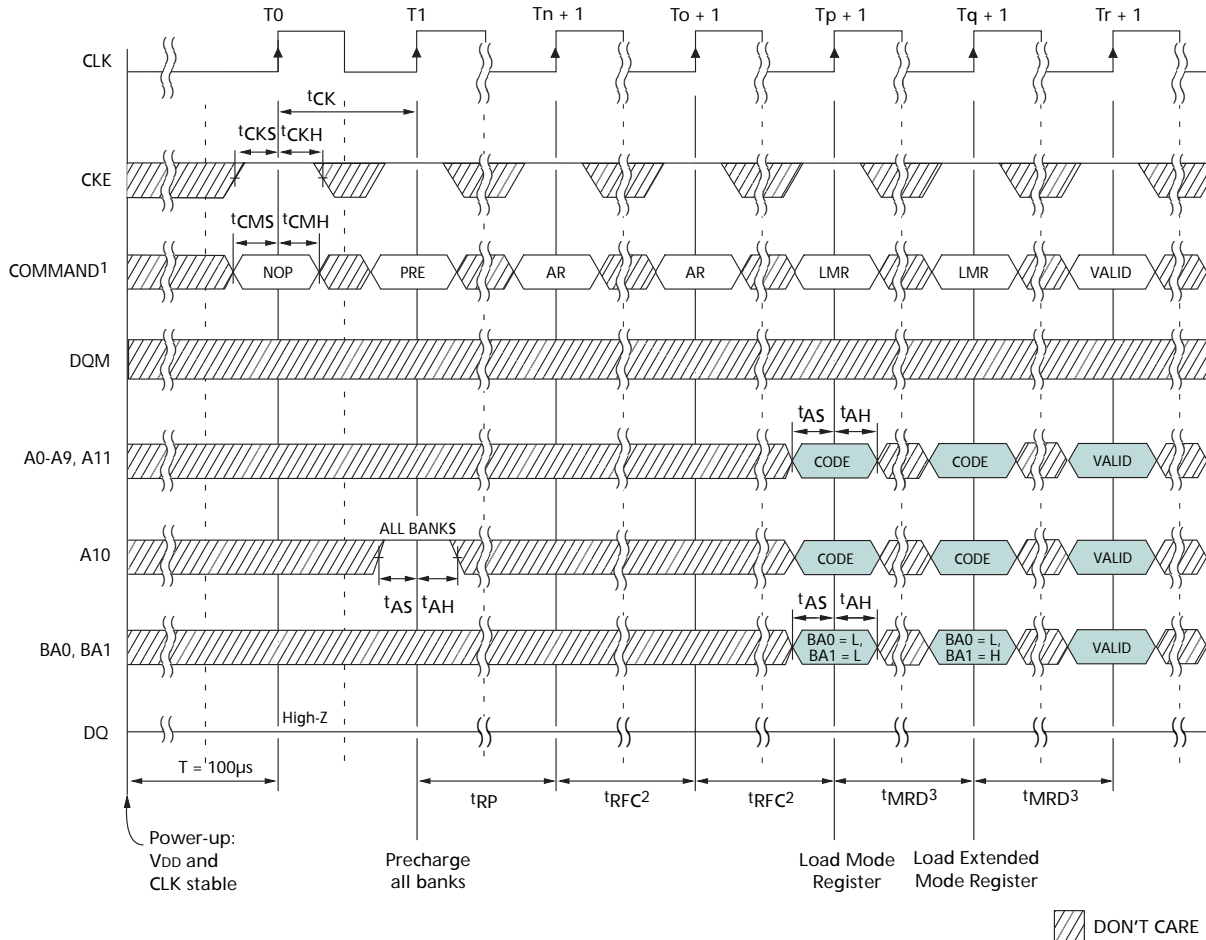 T0 T1 Tn + 1 To + 1 Tp + 1 Tq + 1 Tr + 1
CLK
tCK
tCKS tCKH
CKE
tCMS tCMH
COMMAND1 NOP PRE AR AR LMR LMR VALID
DQM
tAS tAH
A0-A9, A11 CODE CODE VALID
ALL BANKS
A10 CODE CODE VALID
tAS tAH tAS tAH
BA0, BA1 BA0 = L, BA1 = L BA0 = L, BA1 = H VALID
High-Z
DQ
T = 100µs
tRP tRFC2 tRFC2 tMRD3 tMRD3
Power-up:
VDD and
CLK stable
Precharge
all banks
Load Mode
Register
Load Extended
Mode Register
DON'T CARE